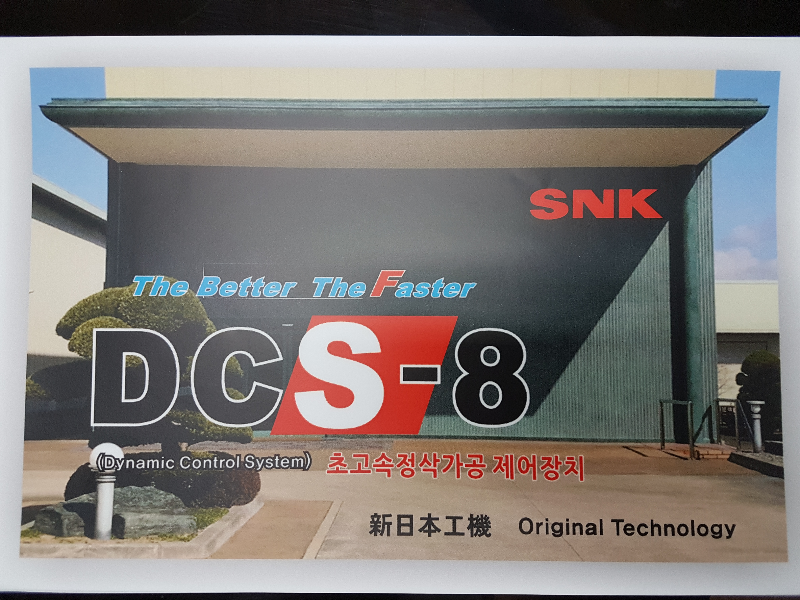 SNK
The Better The Faster
DCS-8
(Dynamic Control System) 초고속정삭가공 제어장치
新日本工機 Original Technology